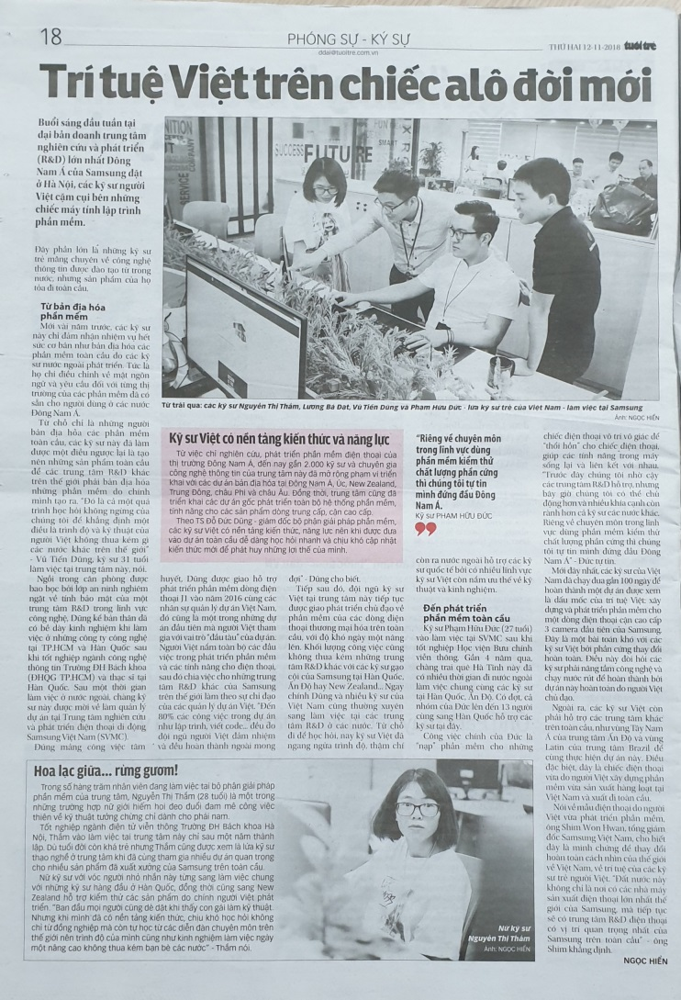 18
PHÓNG SỰ - KÝ SỰ
ddai@tuoitre.com.vn
THỨ HAI 12-11-2018 tuổi trẻ
Trí tuệ Việt trên chiếc alô đời mới
Buổi sáng đầu tuần tại
đại bản doanh trung tâm
nghiên cứu và phát triển
(R&D) lớn nhất Đông
Nam Á của Samsung đặt
ở Hà Nội, các kỹ sư người
Việt cặm cụi bên những
chiếc máy tính lập trình
phần mềm.
Đây phần lớn là những kỹ sư
trẻ măng chuyên về công nghệ
thông tin được đào tạo từ trong
nước, nhưng sản phẩm của họ
tỏa đi toàn cầu.
Từ bản địa hóa
phần mềm
Mới vài năm trước, các kỹ sư
này chỉ đảm nhận nhiệm vụ hết
sức cơ bản như bản địa hóa các
phần mềm toàn cầu do các kỹ
sư nước ngoài phát triển. Tức là
họ chỉ điều chỉnh về mặt ngôn
ngữ và yêu cầu đối với từng thị
trường của các phần mềm đã có
sẵn cho người dùng ở các nước
Đông Nam Á.
Từ chỗ chỉ là những người
bản địa hóa các phần mềm
toàn cầu, các kỹ sư này đã làm
được một điều ngược lại là tạo
nên những sản phẩm toàn cầu
để các trung tâm R&D khác
trên thế giới phải bản địa hóa
những phần mềm do chính
mình tạo ra. "Đó là cả một quá
trình học hỏi không ngừng của
chúng tôi để khẳng định một
điều là trình độ và kỹ thuật của
người Việt không thua kém gì
các nước khác trên thế giới"
- Vũ Tiến Dũng, kỹ sư 31 tuổi
làm việc tại trung tâm này, nói.
Ngồi trong căn phòng được
bao bọc bởi lớp an ninh nghiêm
ngặt về tính bảo mật của một
trung tâm R&D trong lĩnh vực
công nghệ, Dũng kể bản thân đã
có bề dày kinh nghiệm khi làm
việc ở những công ty công nghệ
tại TP.HCM và Hàn Quốc sau
khi tốt nghiệp ngành công nghệ
thông tin Trường ĐH Bách khoa
(ĐHQG TP.HCM) và thạc sĩ tại
Hàn Quốc. Sau một thời gian
làm việc ở nước ngoài, chàng kỹ
sư này được mời về làm quản lý
dự án tại Trung tâm nghiên cứu
và phát triển điện thoại di động
Samsung Việt Nam (SVMC).
Đúng mảng công việc tâm
SUCCESS
FUTURE
SMART
SERVICE
Từ trái qua: các kỹ sư Nguyễn Thị Thắm, Lương Bá Đạt, Vũ Tiến Dũng và Phạm Hữu Đức - lứa kỹ sư trẻ của Việt Nam - làm việc tại Samsung
Ảnh: NGỌC HIỂN
Kỹ sư Việt có nền tảng kiến thức và năng lực
Từ việc chỉ nghiên cứu, phát triển phần mềm điện thoại của
thị trường Đông Nam Á, đến nay gần 2.000 kỹ sư và chuyên gia
công nghệ thông tin của trung tâm này đã mở rộng phạm vi triển
khai với các dự án bản địa hóa tại Đông Nam Á, Úc, New Zealand,
Trung Đông, châu Phi và châu Âu. Đồng thời, trung tâm cũng đã
triển khai các dự án gốc phát triển toàn bộ hệ thống phần mềm,
tính năng cho các sản phẩm dòng trung cấp, cận cao cấp.
Theo TS Đỗ Đức Dũng - giám đốc bộ phận giải pháp phần mềm,
các kỹ sư Việt có nền tảng kiến thức, năng lực nên khi được đưa
vào dự án toàn cầu dễ dàng học hỏi nhanh và chịu khó cập nhật
kiến thức mới để phát huy những lợi thế của mình.
"Riêng về chuyên môn
trong lĩnh vực dùng
phần mềm kiểm thử
chất lượng phần cứng
thì chúng tôi tự tin
mình đứng đầu Đông
Nam Á.
Kỹ sư PHẠM HỮU ĐỨC
huyết, Dũng được giao hỗ trợ
phát triển phần mềm dòng điện
thoại J1 vào năm 2016 cùng các
nhân sự quản lý dự án Việt Nam,
đó cũng là một trong những dự
án đầu tiên mà người Việt tham
gia với vai trò "đầu tàu" của dự án.
Người Việt nắm toàn bộ các đầu
việc trong phát triển phần mềm
và các tính năng cho điện thoại,
sau đó chia việc cho những trung
tâm R&D khác của Samsung
trên thế giới làm theo sự chỉ đạo
của các quản lý dự án Việt. "Đến
80% các công việc trong dự án
như lập trình, viết code... đều do
đội ngũ người Việt đảm nhiệm
và đều hoàn thành ngoài mong
đợi" - Dũng cho biết.
Tiếp sau đó, đội ngũ kỹ sư
Việt tại trung tâm này tiếp tục
được giao phát triển chủ đạo về
phần mềm của các dòng điện
thoại thương mại hóa trên toàn
cầu, với độ khó ngày một nâng
lên. Khối lượng công việc cũng
không thua kém những trung
tâm R&D khác với các kỹ sư gạo
cội của Samsung tại Hàn Quốc,
Ấn Độ hay New Zealand... Ngay
chính Dũng và nhiều kỹ sư của
Việt Nam cũng thường xuyên
sang làm việc tại các trung
tâm R&D ở các nước. Từ chỗ
đi để học hỏi, nay kỹ sư Việt đã
ngang ngửa trình độ, thậm chí
còn ra nước ngoài hỗ trợ các kỹ
sư quốc tế bởi có nhiều lĩnh vực
kỹ sư Việt còn nắm ưu thế về kỹ
thuật và kinh nghiệm.
Đến phát triển
phần mềm toàn cầu
Kỹ sư Phạm Hữu Đức (27 tuổi)
vào làm việc tại SVMC sau khi
tốt nghiệp Học viện Bưu chính
viễn thông. Gần 4 năm qua,
chàng trai quê Hà Tĩnh này đã
có nhiều thời gian đi nước ngoài
làm việc chung cùng các kỹ sư
tại Hàn Quốc, Ấn Độ. Có đợt, cả
nhóm của Đức lên đến 13 người
cùng sang Hàn Quốc hỗ trợ các
kỹ sư tại đây.
Công việc chính của Đức là
"nạp" phần mềm cho những
chiếc điện thoại vô tri vô giác để
"thổi hồn" cho chiếc điện thoại,
giúp các tính năng trong máy
sống lại và liên kết với nhau.
"Trước đây chúng tôi nhờ cậy
các trung tâm R&D hỗ trợ, nhưng
bây giờ chúng tôi có thể chủ
động hơn và nhiều khía cạnh còn
rành hơn cả kỹ sư các nước khác.
Riêng về chuyên môn trong lĩnh
vực dùng phần mềm kiểm thử
chất lượng phần cứng thì chúng
tôi tự tin mình đứng đầu Đông
Nam Á" - Đức tự tin.
Mới đây nhất, các kỹ sư của Việt
Nam đã chạy đua gần 100 ngày để
hoàn thành một dự án được xem
là dấu mốc của trí tuệ Việt: xây
dựng và phát triển phần mềm cho
một dòng điện thoại cận cao cấp
3 camera đầu tiên của Samsung.
Đây là một bài toán khó với các
kỹ sư Việt bởi phần cứng thay đổi
hoàn toàn. Điều này đòi hỏi các
kỹ sư phải nâng tầm công nghệ và
chạy nước rút để hoàn thành bởi
dự án này hoàn toàn do người Việt
chủ đạo.
Ngoài ra, các kỹ sư Việt còn
phải hỗ trợ các trung tâm khác
trên toàn cầu, như vùng Tây Nam
Á của trung tâm Ấn Độ và vùng
Latin của trung tâm Brazil để
cùng thực hiện dự án này. Điều
đặc biệt, đây là chiếc điện thoại
vừa do người Việt xây dựng phần
mềm vừa sản xuất hàng loạt tại
Việt Nam và xuất đi toàn cầu.
Nói về mẫu điện thoại do người
Việt vừa phát triển phần mềm,
ông Shim Won Hwan, tổng giám
đốc Samsung Việt Nam, cho biết
đây là minh chứng để thay đổi
hoàn toàn cách nhìn của thế giới
về Việt Nam, về trí tuệ của các kỹ
sư trẻ người Việt. "Đất nước này
không chỉ là nơi có các nhà máy
sản xuất điện thoại lớn nhất thế
giới của Samsung, mà tiếp tục
sẽ có trung tâm R&D điện thoại
có vị trí quan trọng nhất của
Samsung trên toàn cầu" - ông
Shim khẳng định.
NGỌC HIỂN
Hoa lạc giữa... rừng gươm!
Trong số hàng trăm nhân viên đang làm việc tại bộ phận giải pháp
phần mềm của trung tâm, Nguyễn Thị Thắm (28 tuổi) là một trong
những trường hợp nữ giới hiếm hoi đeo đuổi đam mê công việc
thiên về kỹ thuật tưởng chừng chỉ dành cho phái nam.
Tốt nghiệp ngành điện tử viễn thông Trường ĐH Bách khoa Hà
Nội, Thắm vào làm việc tại trung tâm này chỉ sau một năm thành
lập. Dù tuổi đời còn khá trẻ nhưng Thắm cũng được xem là lứa kỹ sư
thạo nghề ở trung tâm khi đã cùng tham gia nhiều dự án quan trọng
cho nhiều sản phẩm đã xuất xưởng của Samsung trên toàn cầu.
Nữ kỹ sư với vóc người nhỏ nhắn này từng sang làm việc chung
với những kỹ sư hàng đầu ở Hàn Quốc, đồng thời cũng sang New
Zealand hỗ trợ kiểm thử các sản phẩm do chính người Việt phát
triển. "Ban đầu mọi người cũng dè dặt khi thấy con gái làm kỹ thuật.
Nhưng khi mình đã có nền tảng kiến thức, chịu khó học hỏi không
chỉ từ đồng nghiệp mà còn tự học từ các diễn đàn chuyên môn trên
thế giới nên trình độ của mình cũng như kinh nghiệm làm việc ngày
một nâng cao không thua kém bạn bè các nước" - Thắm nói.
Nữ kỹ sư
Nguyễn Thị Thắm
Ảnh: NGỌC HIỂN